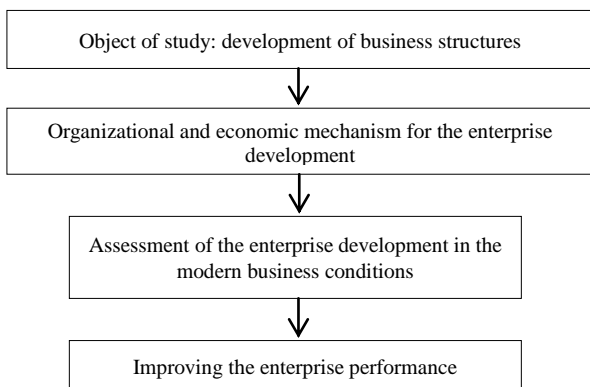 Object of study: development of business structures
Organizational and economic mechanism for the enterprise
development
Assessment of the enterprise development in the
modern business conditions
Improving the enterprise performance